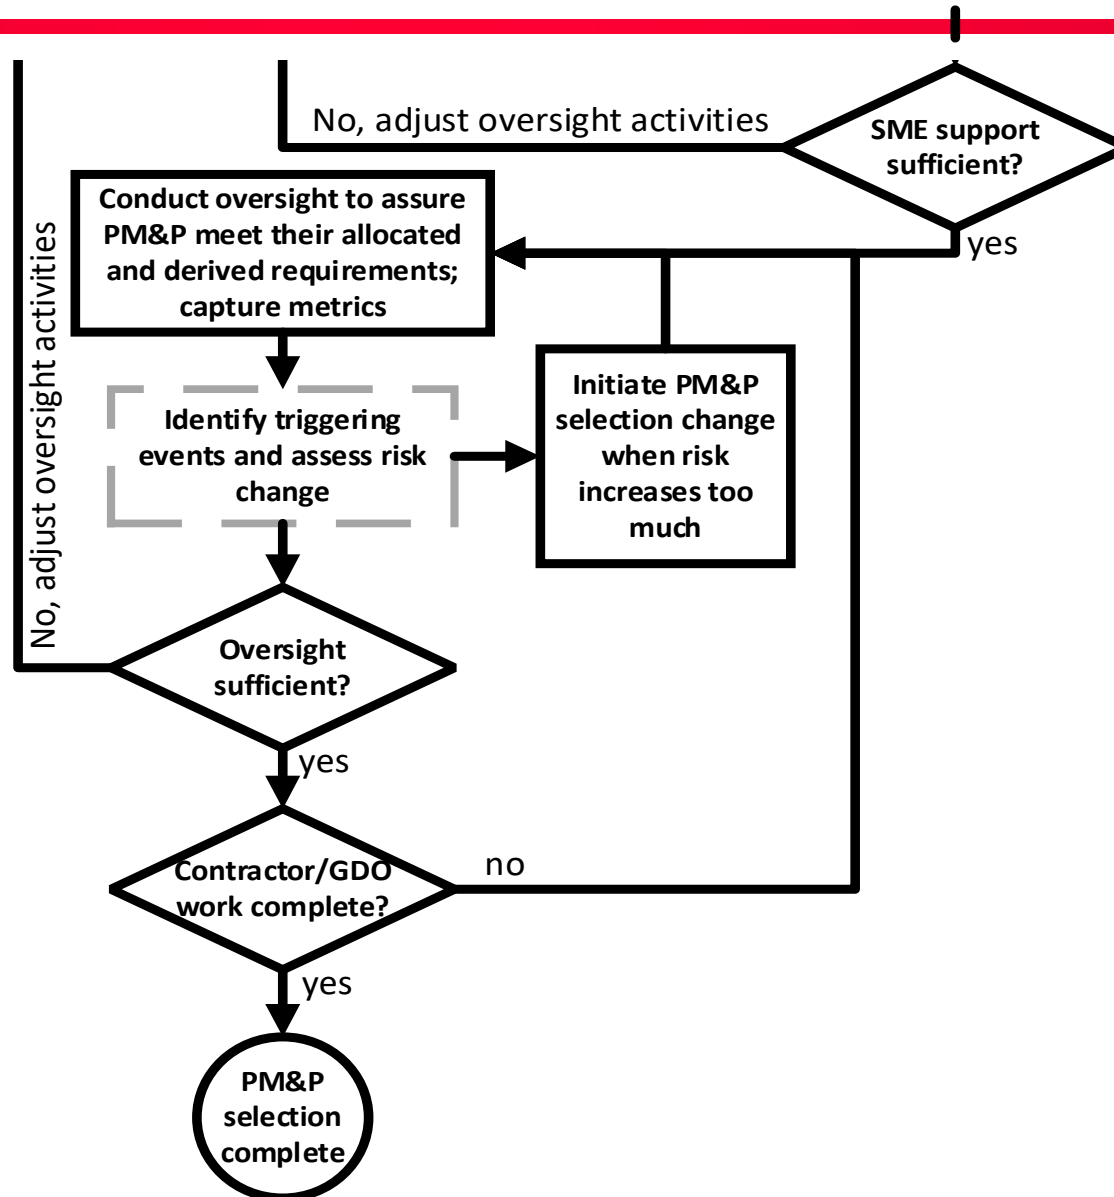 No, adjust oversight activities
SME support
sufficient?
yes
Conduct oversight to assure
PM&P meet their allocated
and derived requirements;
capture metrics
No, adjust oversight activities
Identify triggering
events and assess risk
change
Initiate PM&P
selection change
when risk
increases too
much
Oversight
sufficient?
yes
Contractor/GDO
work complete?
no
yes
PM&P
selection
complete